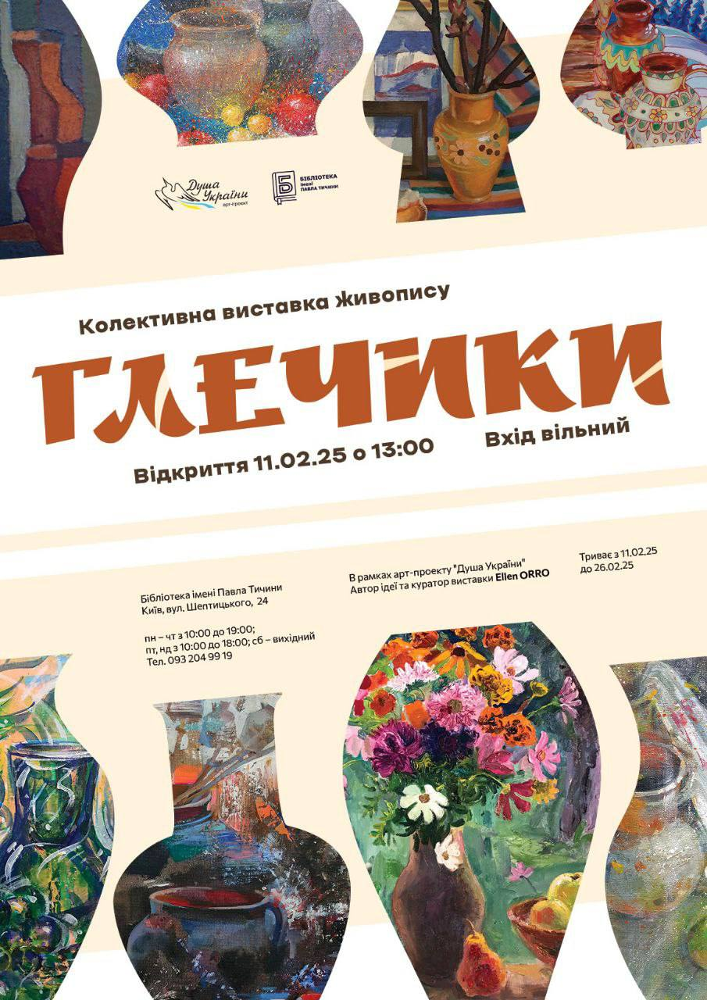 Душа
України
арт-проєкт
БІБЛІОТЕКА
імені
ПАВЛА ТИЧИНИ
Колективна виставка живопису
ГЛЕЧИКИ
Відкриття 11.02.25 о 13:00
Вхід вільний
Бібліотека імені Павла Тичини
Київ, вул. Шептицького, 24
пн – чт з 10:00 до 19:00;
пт, нд з 10:00 до 18:00; сб – вихідний
Тел. 093 204 99 19
В рамках арт-проекту "Душа України"
Автор ідеї та куратор виставки Ellen ORRO
Триває з 11.02.25
до 26.02.25